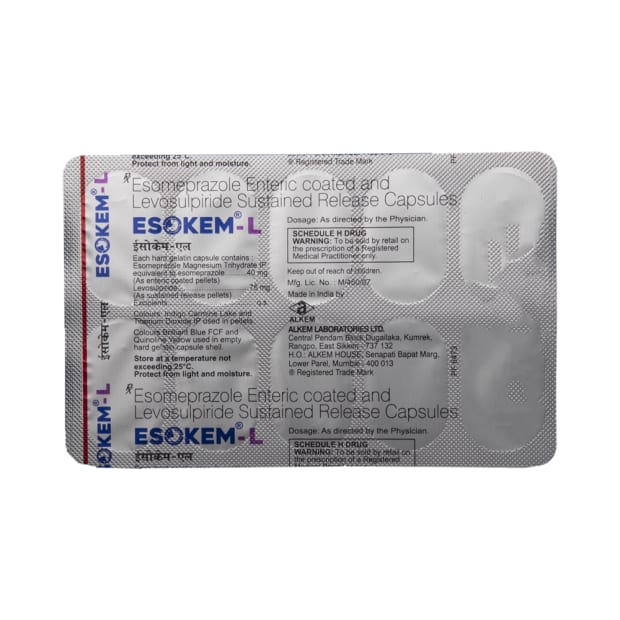 exceeding 25°C.
Protect from light and moisture.
® Registered Trade Mark
Rx
Esomeprazole Enteric coated and
Levosulpiride Sustained Release Capsules
ESOKEM®-L
ईसोकेम-एल
Each hard gelatin capsule contains :
Esomeprazole Magnesium Trihydrate IP
equivalent to esomeprazole 40 mg
(As enteric coated pellets)
Levosulpiride 75 mg
(As sustained release pellets)
Excipients q.s.
Colours: Indigo Carmine Lake and
Titanium Dioxide IP used in pellets.
Colours Brilliant Blue FCF and
Quinoline Yellow used in empty
hard gelatin capsule shell.
Store at a temperature not
exceeding 25°C.
Protect from light and moisture.
Dosage: As directed by the Physician.
SCHEDULE H DRUG
WARNING: To be sold by retail on
the prescription of a Registered
Medical Practitioner only.
Keep out of reach of children.
Mfg. Lic. No. : M/450/07
Made in India by :
a
ALKEM
ALKEM LABORATORIES LTD.
Central Pendam Block Dugailaka, Kumrek,
Rangpo, East Sikkim - 737 132
H.O.: ALKEM HOUSE, Senapati Bapat Marg,
Lower Parel, Mumbai - 400 013
® Registered Trade Mark
Rx
Esomeprazole Enteric coated and
Levosulpiride Sustained Release Capsules
ESOKEM®-L
ईसोकेम-एल
Dosage: As directed by the Physician.
SCHEDULE H DRUG
WARNING: To be sold by retail on
the prescription of a Registered
ESOKEM®-L
ईसोकेम-एल
ESOKEM®-L